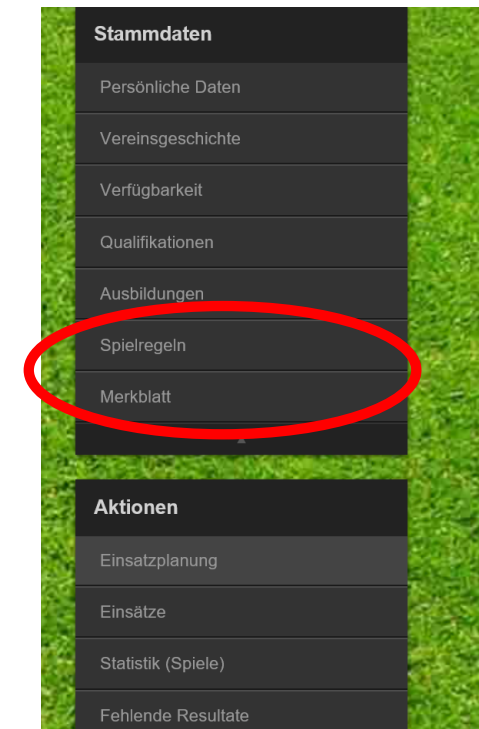 Stammdaten
Persönliche Daten
Vereinsgeschichte
Verfügbarkeit
Qualifikationen
Ausbildungen
Spielregeln
Merkblatt
Aktionen
Einsatzplanung
Einsätze
Statistik (Spiele)
Fehlende Resultate